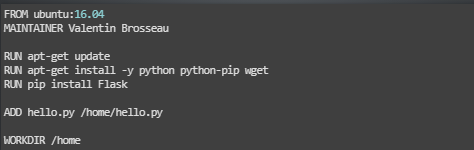 FROM ubuntu:16.04
MAINTAINER Valentin Brosseau
RUN apt-get update
RUN apt-get install -y python python-pip wget
RUN pip install Flask
ADD hello.py /home/hello.py
WORKDIR /home